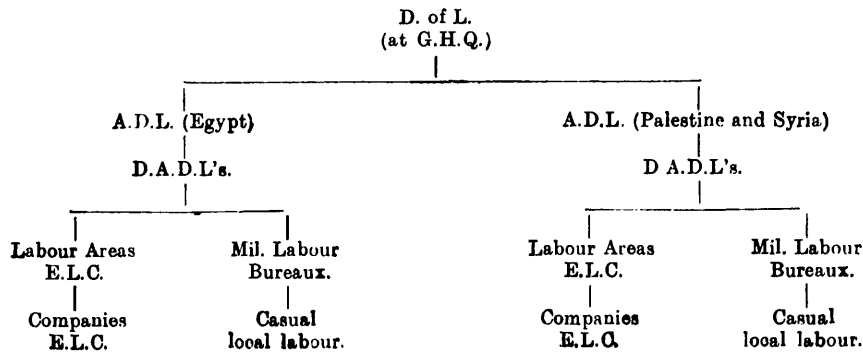 D. of L.
(at G.H.Q.)
A.D.L. (Egypt)
A.D.L. (Palestine and Syria)
D.A.D.L's.
D A.D.L's.
Labour Areas
E.L.C.
Mil. Labour
Bureaux.
Labour Areas
E.L.C.
Mil. Labour
Bureaux.
Companies
E.L.C.
Casual
local labour.
Companies
E.L.C.
Casual
local labour.